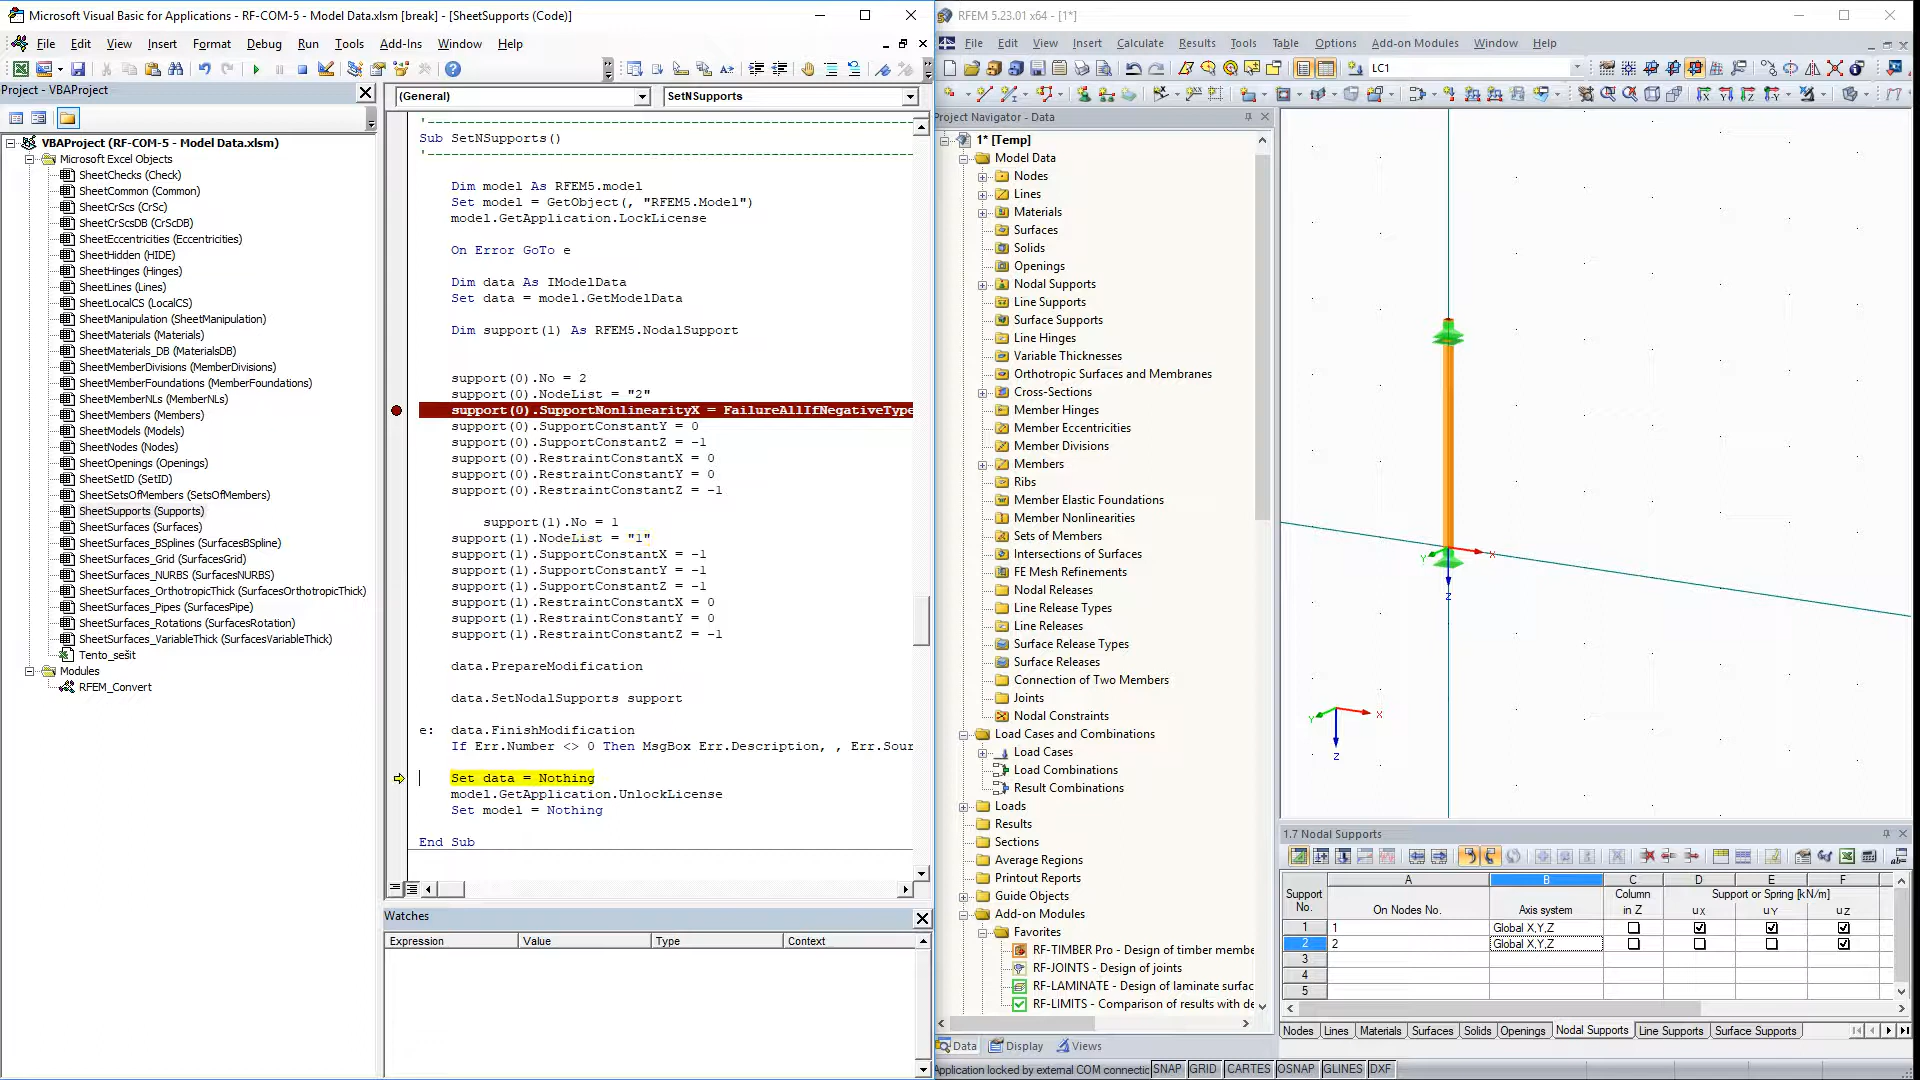 Microsoft Visual Basic for Applications - RF-COM-5 - Model Data.xlsm [break] - [SheetSupports (Code)]
File Edit View Insert Format Debug Run Tools Add-Ins Window Help
Project - VBAProject
VBAProject (RF-COM-5 - Model Data.xlsm)
Microsoft Excel Objects
SheetChecks (Check)
SheetCommon (Common)
SheetCrScs (CrSc)
SheetCrScsDB (CrScDB)
SheetEccentricities (Eccentricities)
SheetHidden (HIDE)
SheetHinges (Hinges)
SheetLines (Lines)
SheetLocalCS (LocalCS)
SheetManipulation (SheetManipulation)
SheetMaterials (Materials)
SheetMaterials_DB (MaterialsDB)
SheetMemberDivisions (MemberDivisions)
SheetMemberFoundations (MemberFoundations)
SheetMemberNLs (MemberNLs)
SheetMembers (Members)
SheetModels (Models)
SheetNodes (Nodes)
SheetOpenings (Openings)
SheetSetID (SetID)
SheetSetsOfMembers (SetsOfMembers)
SheetSupports (Supports)
SheetSurfaces (Surfaces)
SheetSurfaces_BSplines (SurfacesBSpline)
SheetSurfaces_Grid (SurfacesGrid)
SheetSurfaces_NURBS (SurfacesNURBS)
SheetSurfaces_OrthotropicThick (SurfacesOrthotropicThick)
SheetSurfaces_Pipes (SurfacesPipe)
SheetSurfaces_Rotations (SurfacesRotation)
SheetSurfaces_VariableThick (SurfacesVariableThick)
Tento_sešit
Modules
RFEM_Convert
(General) SetNSupports
'---------------------------------------------------------------
Sub SetNSupports()
'---------------------------------------------------------------
Dim model As RFEM5.model
Set model = GetObject(, "RFEM5.Model")
model.GetApplication.LockLicense
On Error GoTo e
Dim data As IModelData
Set data = model.GetModelData
Dim support(1) As RFEM5.NodalSupport
support(0).No = 2
support(0).NodeList = "2"
support(0).SupportNonlinearityX = FailureAllIfNegativeType
support(0).SupportConstantY = 0
support(0).SupportConstantZ = -1
support(0).RestraintConstantX = 0
support(0).RestraintConstantY = 0
support(0).RestraintConstantZ = -1
support(1).No = 1
support(1).NodeList = "1"
support(1).SupportConstantX = -1
support(1).SupportConstantY = -1
support(1).SupportConstantZ = -1
support(1).RestraintConstantX = 0
support(1).RestraintConstantY = 0
support(1).RestraintConstantZ = -1
data.PrepareModification
data.SetNodalSupports support
e: data.FinishModification
If Err.Number <> 0 Then MsgBox Err.Description, , Err.Sour
Set data = Nothing
model.GetApplication.UnlockLicense
Set model = Nothing
End Sub
Watches
Expression Value Type Context
RFEM 5.23.01 x64 - [1*]
File Edit View Insert Calculate Results Tools Table Options Add-on Modules Window Help
LC1
Project Navigator - Data
1* [Temp]
Model Data
Nodes
Lines
Materials
Surfaces
Solids
Openings
Nodal Supports
Line Supports
Surface Supports
Line Hinges
Variable Thicknesses
Orthotropic Surfaces and Membranes
Cross-Sections
Member Hinges
Member Eccentricities
Member Divisions
Members
Ribs
Member Elastic Foundations
Member Nonlinearities
Sets of Members
Intersections of Surfaces
FE Mesh Refinements
Nodal Releases
Line Release Types
Line Releases
Surface Release Types
Surface Releases
Connection of Two Members
Joints
Nodal Constraints
Load Cases and Combinations
Load Cases
Load Combinations
Result Combinations
Loads
Results
Sections
Average Regions
Printout Reports
Guide Objects
Add-on Modules
Favorites
RF-TIMBER Pro - Design of timber membe
RF-JOINTS - Design of joints
RF-LAMINATE - Design of laminate surfac
RF-LIMITS - Comparison of results with de
Data Display Views
Y X
Z
Y X
Z
1.7 Nodal Supports
A B C D E F
Support No. On Nodes No. Axis system Column in Z Support or Spring [kN/m]
uX uY uZ
1 1 Global X,Y,Z
2 2 Global X,Y,Z
3
4
5
Nodes Lines Materials Surfaces Solids Openings Nodal Supports Line Supports Surface Supports
Application locked by external COM connectic SNAP GRID CARTES OSNAP GLINES DXF